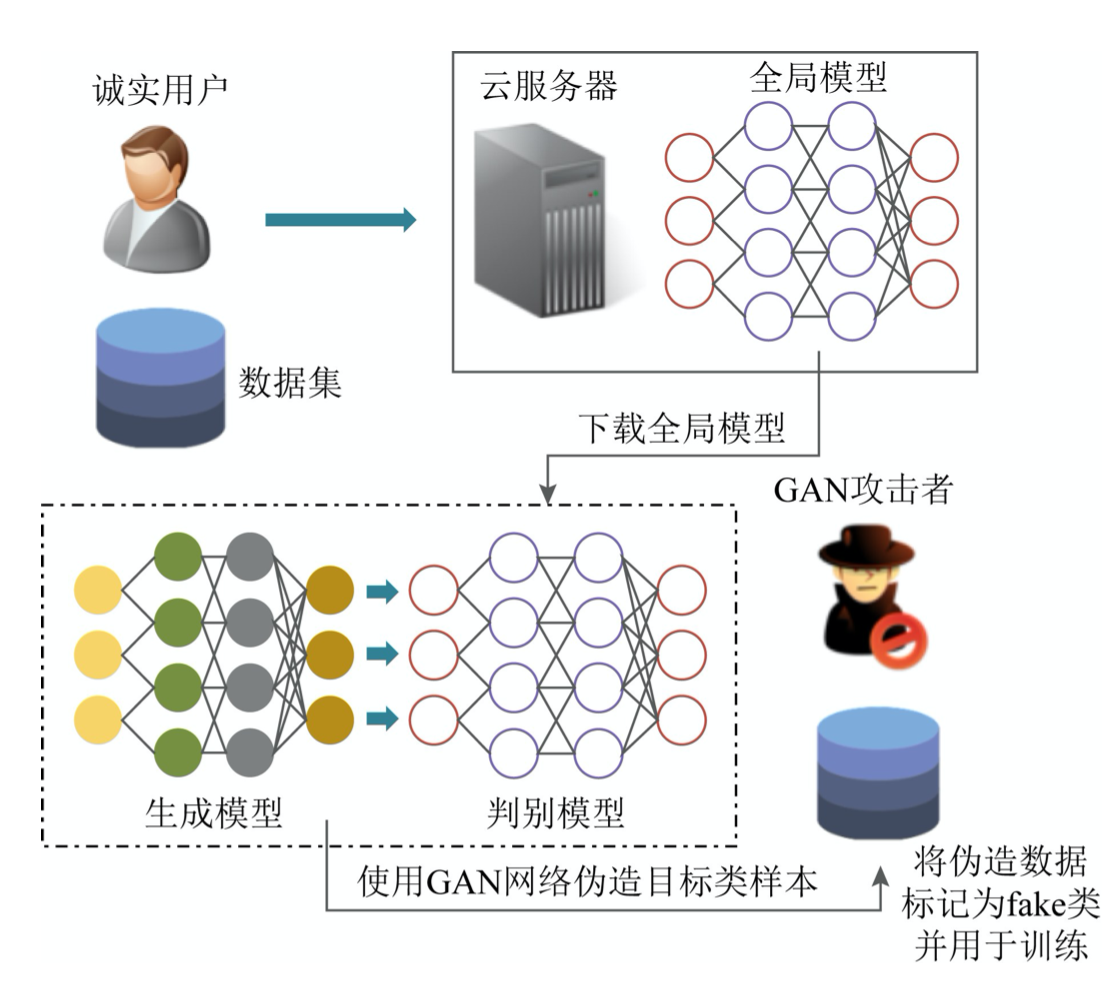 诚实用户
云服务器
全局模型
数据集
下载全局模型
GAN攻击者
生成模型
判别模型
使用GAN网络伪造目标类样本
将伪造数据
标记为fake类
并用于训练